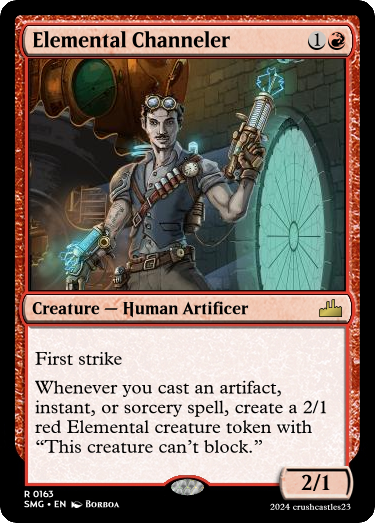 Elemental Channeler 1
Creature — Human Artificer
First strike
Whenever you cast an artifact,
instant, or sorcery spell, create a 2/1
red Elemental creature token with
“This creature can’t block.”
2/1
R 0163
SMG • EN Borboa
2024 crushcastles23